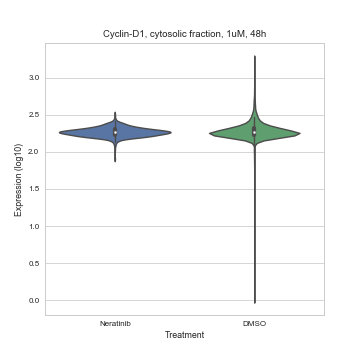 Cyclin-D1, cytosolic fraction, 1uM, 48h
3.0
2.5
2.0
1.5
1.0
0.5
0.0
Expression (log10)
Neratinib DMSO
Treatment